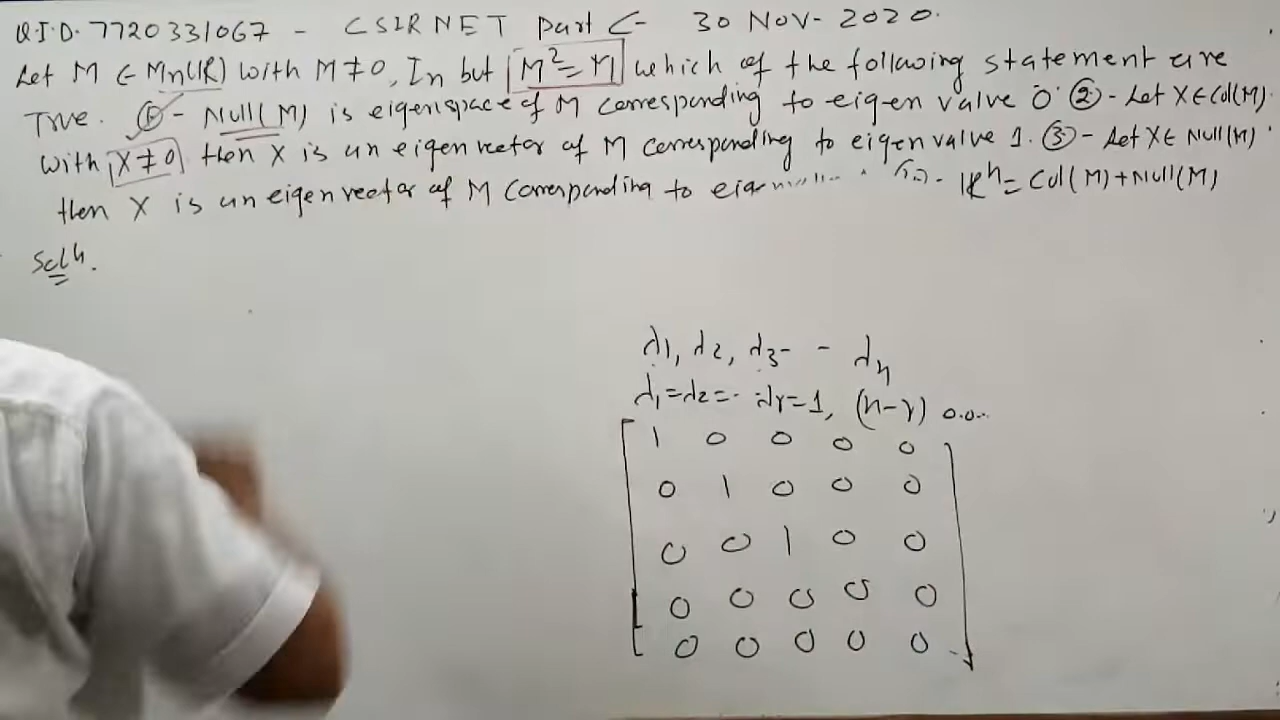 Q.I.D. 7720331067 - CSIR NET Part C- 30 NOV- 2020.
Let M ∈ Mn(IR) with M≠0, In but M²=M which of the following statement are
True. ① - Null(M) is eigenspace of M corresponding to eigen value 0. ② - Let X∈Col(M)
with X≠0 then X is an eigen vector of M corresponding to eigenvalue 1. ③ - Let X∈ Null(M)
then X is an eigenvector of M corresponding to IRⁿ= Col(M)+Null(M)
Solⁿ.
λ1, λ2, λ3- - λn
λ1=λ2=- λr=1, (n-r) 0.0..
1 0 0 0 0
0 1 0 0 0
0 0 1 0 0
0 0 0 0 0
0 0 0 0 0